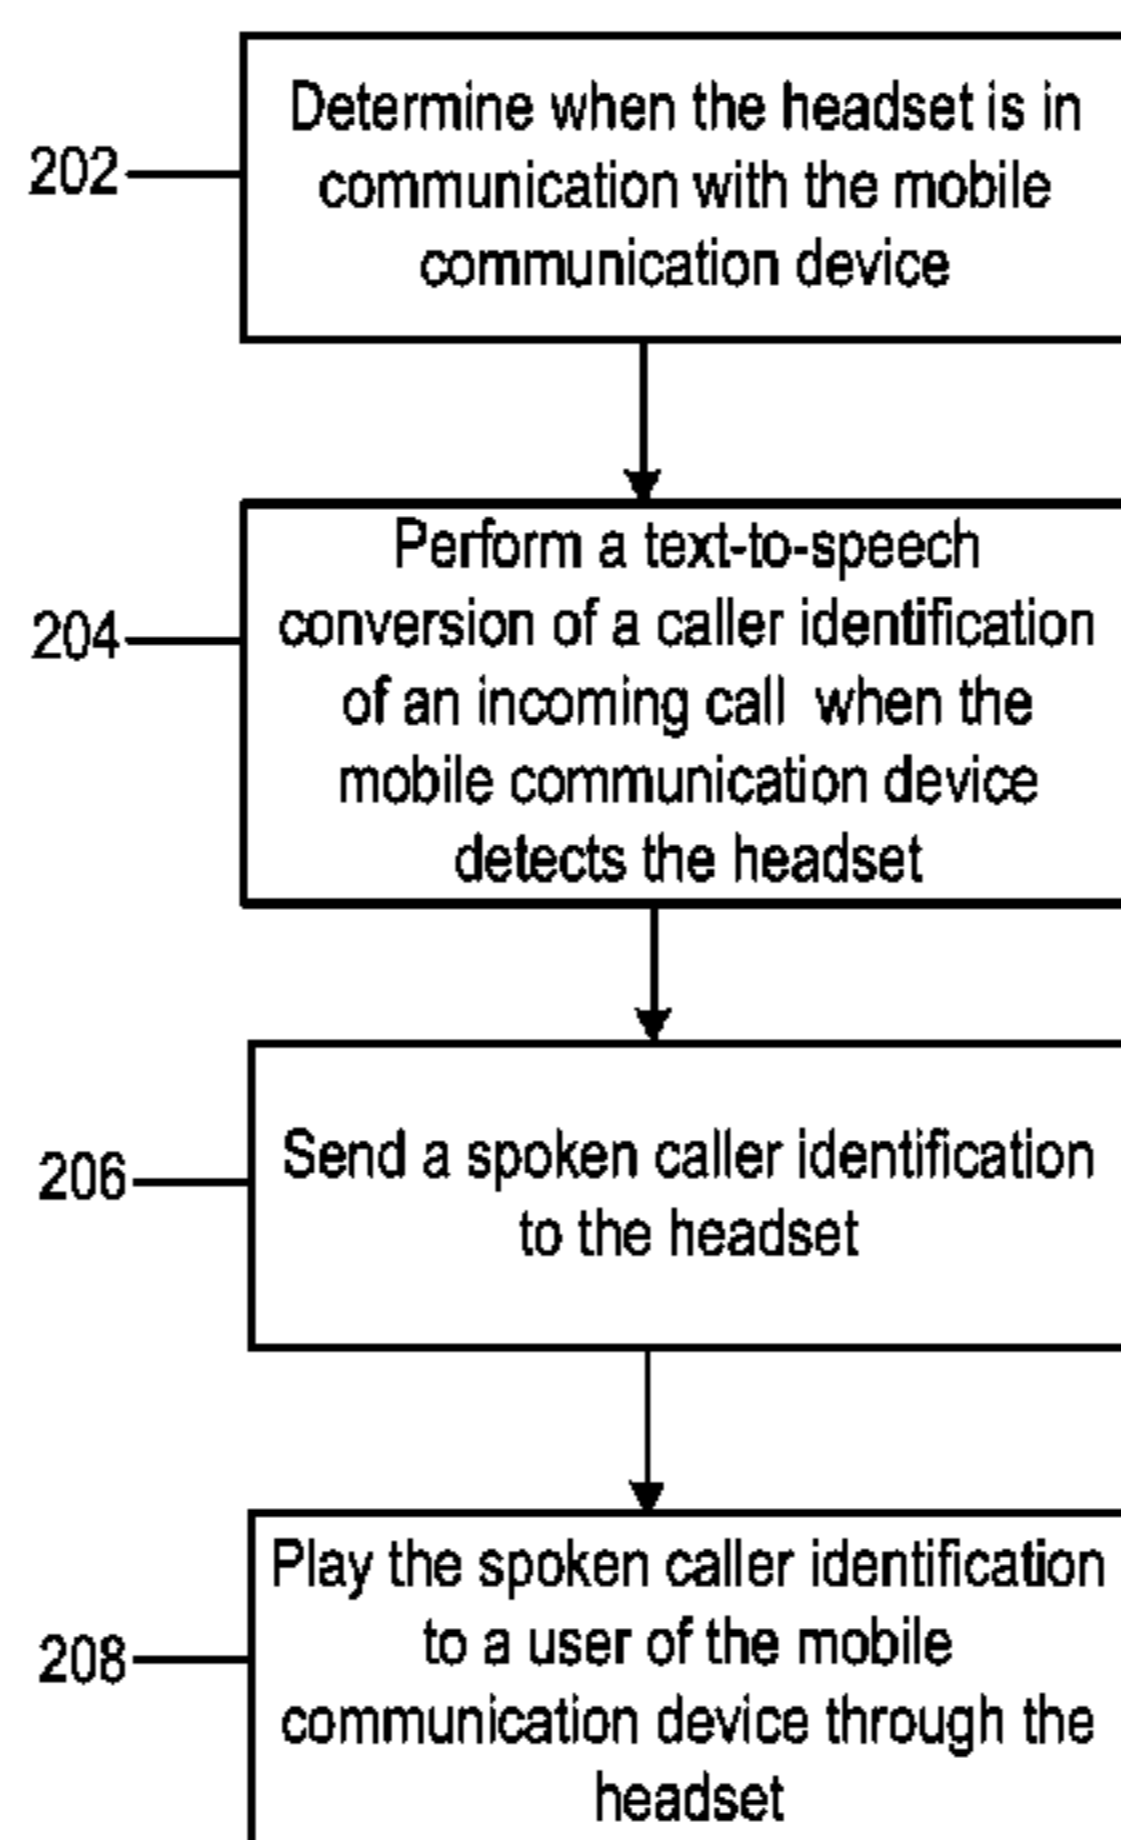 202
Determine when the headset is in
communication with the mobile
communication device
204
Perform a text-to-speech
conversion of a caller identification
of an incoming call when the
mobile communication device
detects the headset
206
Send a spoken caller identification
to the headset
208
Play the spoken caller identification
to a user of the mobile
communication device through the
headset